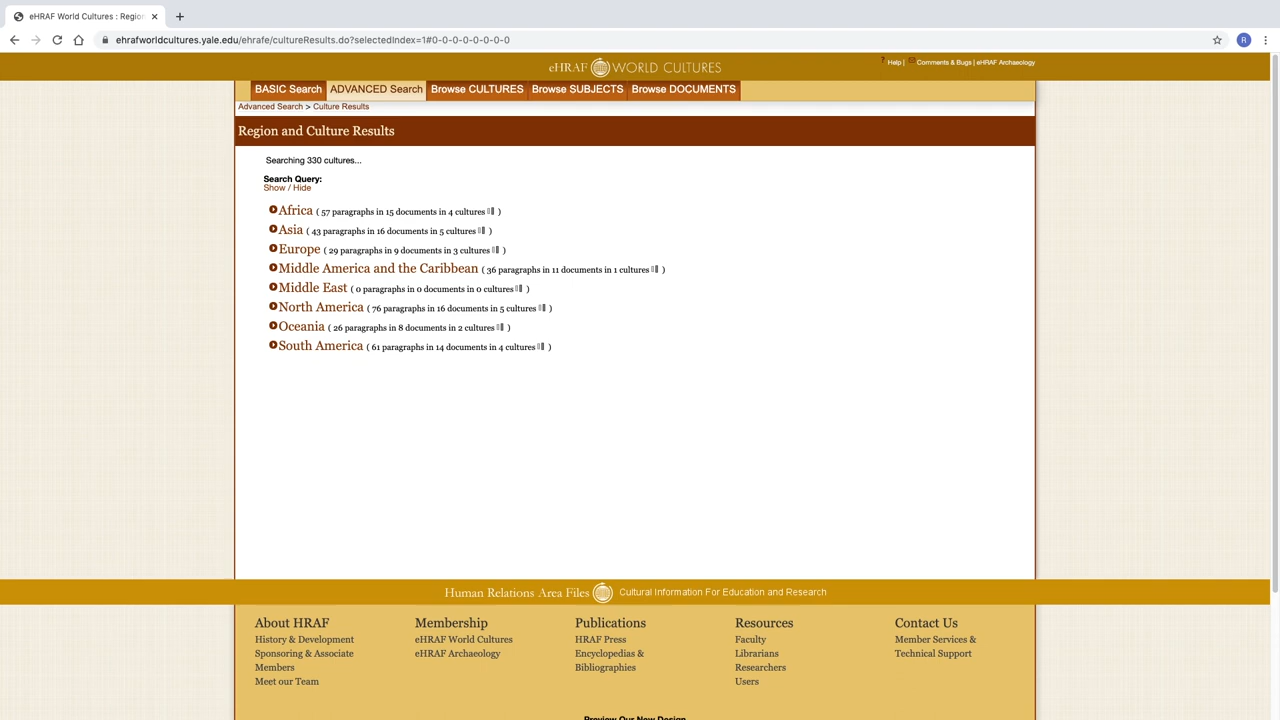 eHRAF World Cultures : Regio
ehrafworldcultures.yale.edu/ehrafe/cultureResults.do?selectedIndex=1#0-0-0-0-0-0-0-0
R
eHRAF WORLD CULTURES
? Help | Comments & Bugs | eHRAF Archaeology
BASIC Search ADVANCED Search Browse CULTURES Browse SUBJECTS Browse DOCUMENTS
Advanced Search > Culture Results
Region and Culture Results
Searching 330 cultures...
Search Query:
Show / Hide
Africa ( 57 paragraphs in 15 documents in 4 cultures )
Asia ( 43 paragraphs in 16 documents in 5 cultures )
Europe ( 29 paragraphs in 9 documents in 3 cultures )
Middle America and the Caribbean ( 36 paragraphs in 11 documents in 1 cultures )
Middle East ( 0 paragraphs in 0 documents in 0 cultures )
North America ( 76 paragraphs in 16 documents in 5 cultures )
Oceania ( 26 paragraphs in 8 documents in 2 cultures )
South America ( 61 paragraphs in 14 documents in 4 cultures )
Human Relations Area Files Cultural Information For Education and Research
About HRAF
History & Development
Sponsoring & Associate
Members
Meet our Team
Membership
eHRAF World Cultures
eHRAF Archaeology
Publications
HRAF Press
Encyclopedias &
Bibliographies
Resources
Faculty
Librarians
Researchers
Users
Contact Us
Member Services &
Technical Support
Preview Our New Design